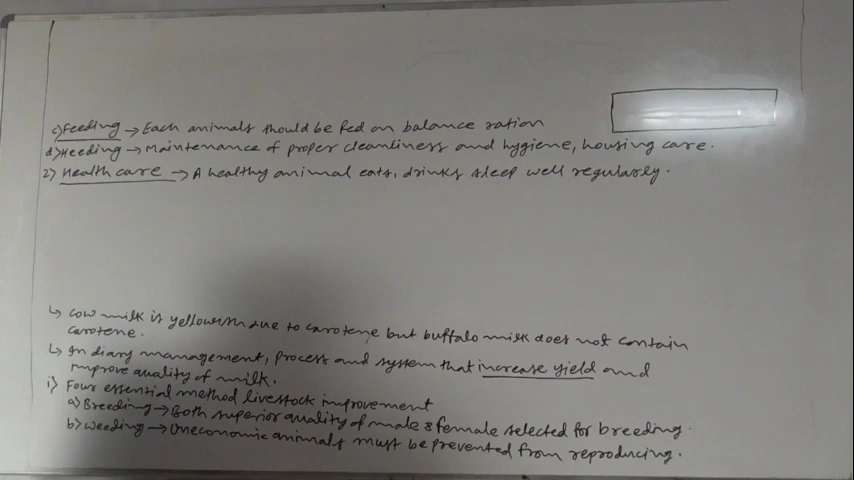 c) Feeding → Each animals should be fed on balance ration
d) Heeding → Maintenance of proper cleanliness and hygiene, housing care.
2) Health care → A healthy animal eats, drinks sleep well regularly.
↳ Cow milk is yellowish due to carotene, but buffalo milk does not contain
carotene.
↳ In diary management, process and system that increase yield and
improve quality of milk.
1) Four essential method livestock improvement
a) Breeding → Both superior quality of male & female selected for breeding.
b) Weeding → Uneconomic animals must be prevented from reproducing.